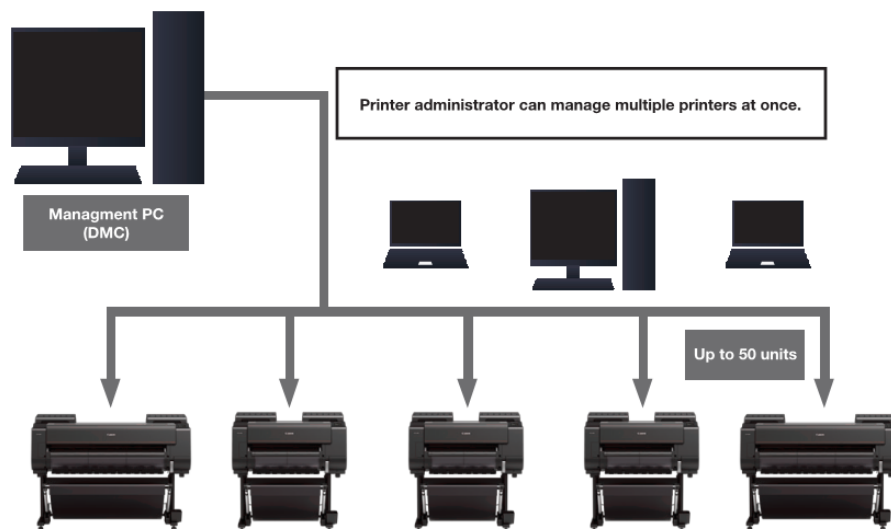 Printer administrator can manage multiple printers at once.
Managment PC
(DMC)
Up to 50 units